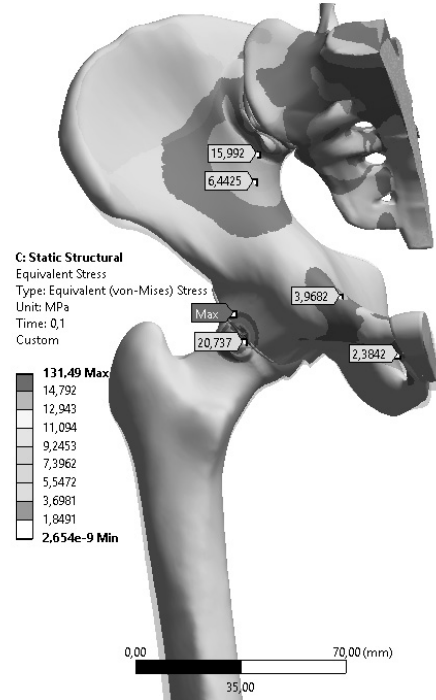 15,992
6,4425
C: Static Structural
Equivalent Stress
Type: Equivalent (von-Mises) Stress
Unit: MPa
Time: 0,1
Custom
3,9682
Max
20,737
2,3842
131,49 Max
14,792
12,943
11,094
9,2453
7,3962
5,5472
3,6981
1,8491
2,654e-9 Min
0,00
70,00 (mm)
35,00